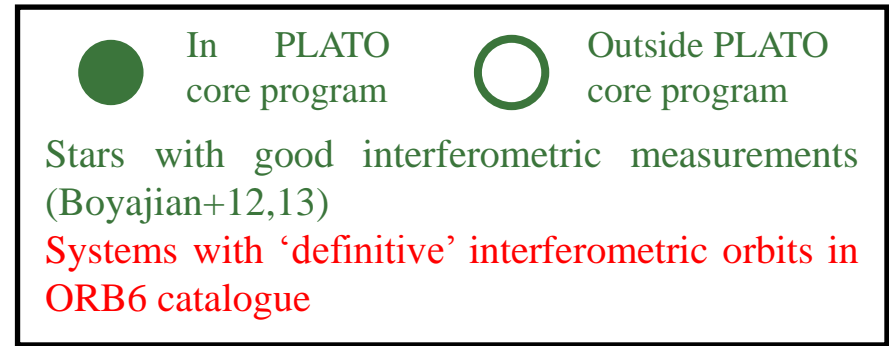 In PLATO core program
Outside PLATO core program
Stars with good interferometric measurements
(Boyajian+12,13)
Systems with ‘definitive’ interferometric orbits in
ORB6 catalogue